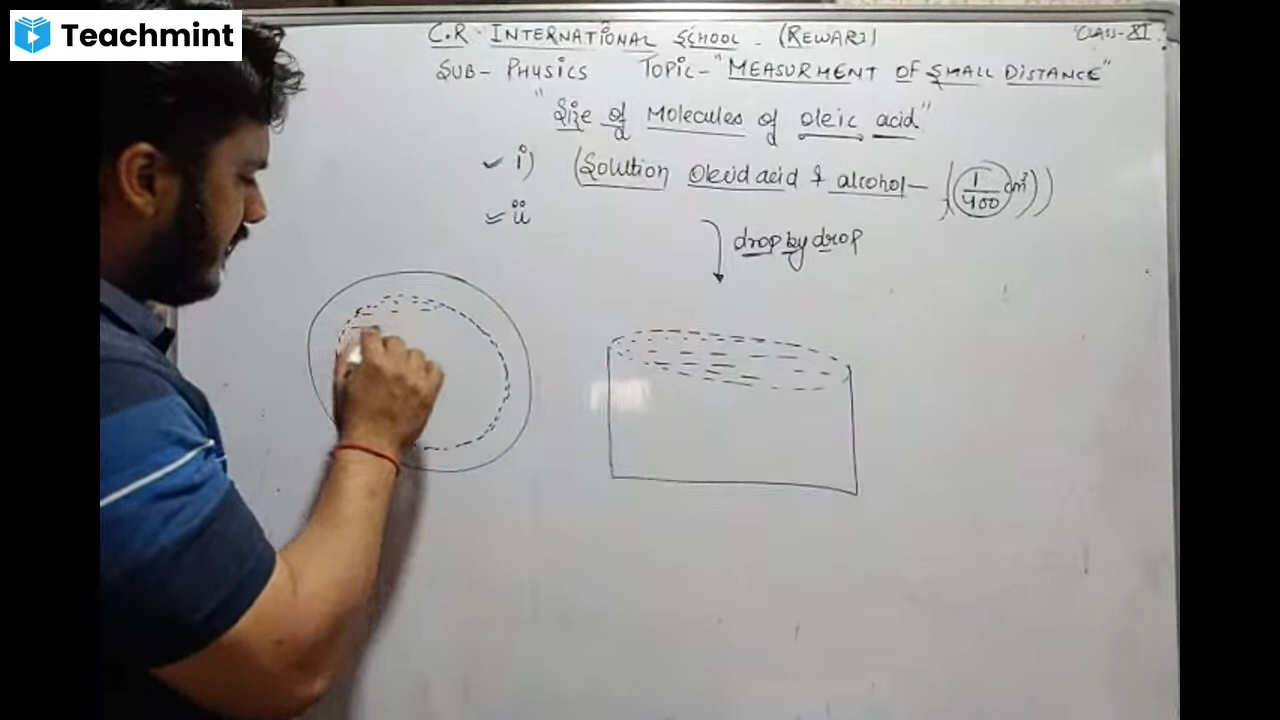 Teachmint
C.R. INTERNATIONAL SCHOOL - (REWARI)
CLASS-XI
SUB- PHYSICS TOPIC- "MEASURMENT OF SMALL DISTANCE"
"Size of Molecules of oleic acid"
i) (Solution Oleid acid & alcohol- ((1/400 cm³))
ii
drop by drop